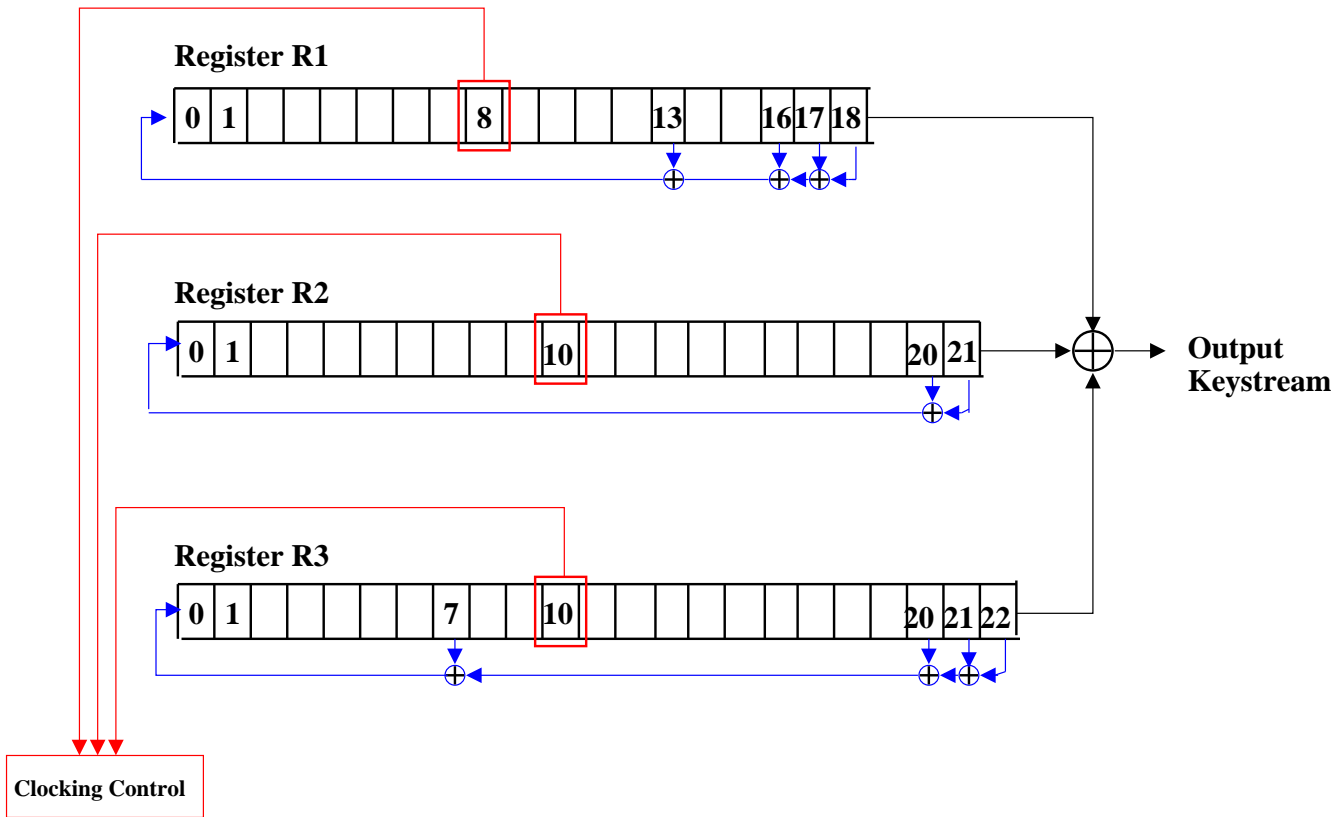 Register R1
0 1 8 13 16 17 18
Register R2
0 1 10 20 21
Output
Keystream
Register R3
0 1 7 10 20 21 22
Clocking Control